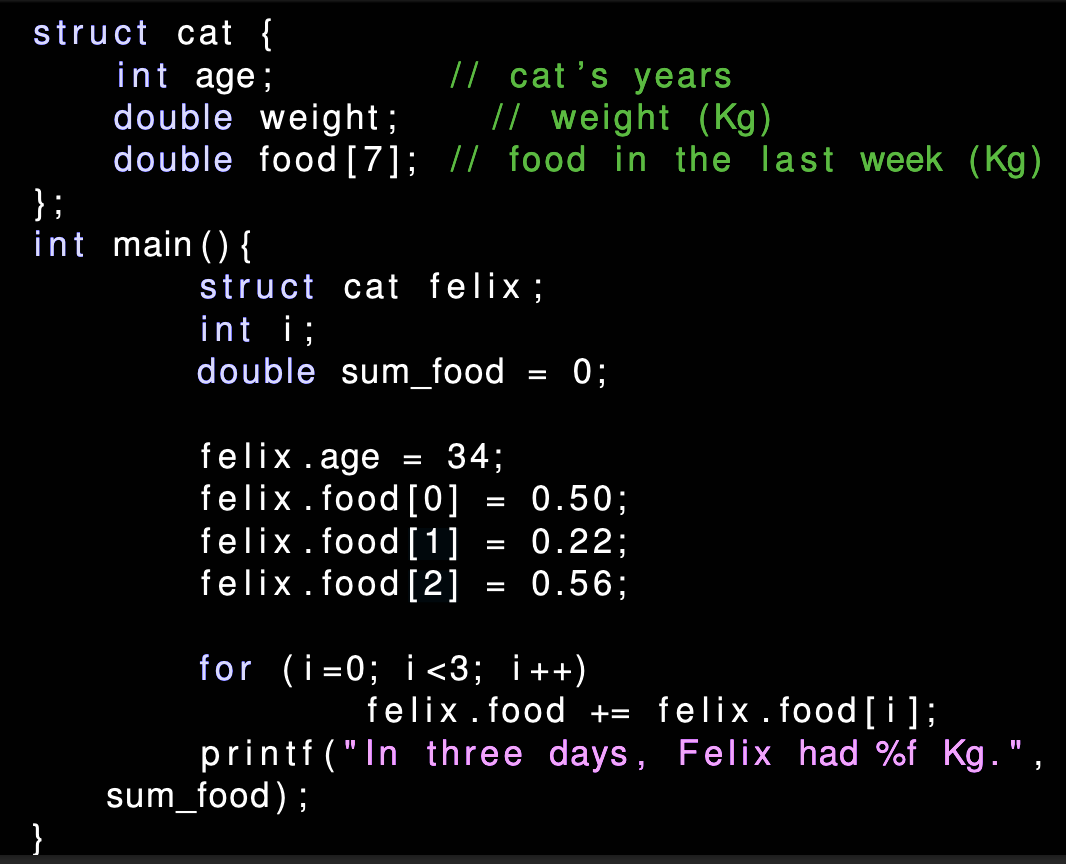 struct cat {
    int age;        // cat's years
    double weight;    // weight (Kg)
    double food[7]; // food in the last week (Kg)
};
int main(){
        struct cat felix;
        int i;
        double sum_food = 0;

        felix.age = 34;
        felix.food[0] = 0.50;
        felix.food[1] = 0.22;
        felix.food[2] = 0.56;

        for (i=0; i<3; i++)
                felix.food += felix.food[i];
        printf("In three days, Felix had %f Kg.",
    sum_food);
}